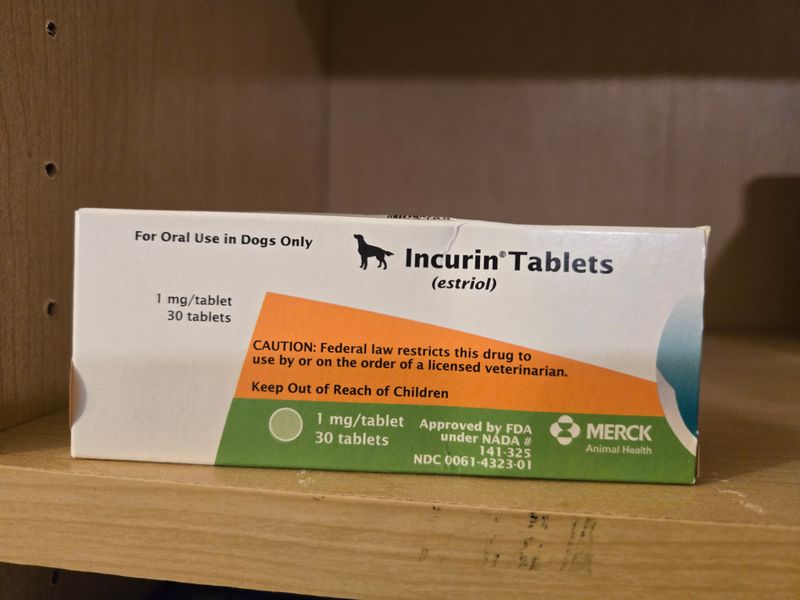 For Oral Use in Dogs Only
Incurin® Tablets
(estriol)
1 mg/tablet
30 tablets
CAUTION: Federal law restricts this drug to
use by or on the order of a licensed veterinarian.
Keep Out of Reach of Children
1 mg/tablet
30 tablets
Approved by FDA
under NADA #
141-325
NDC 0061-4323-01
MERCK
Animal Health